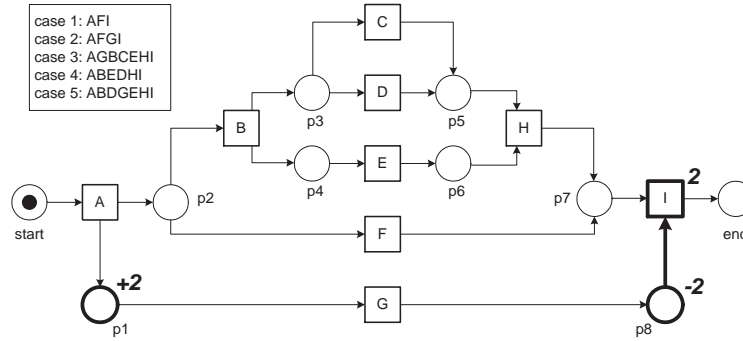 case 1: AFI
case 2: AFGI
case 3: AGBCEHI
case 4: ABEDHI
case 5: ABDGEHI
C
p3
D
p5
B
H
p4
E
p6
A
p2
p7
I
2
start
F
end
+2
-2
p1
G
p8